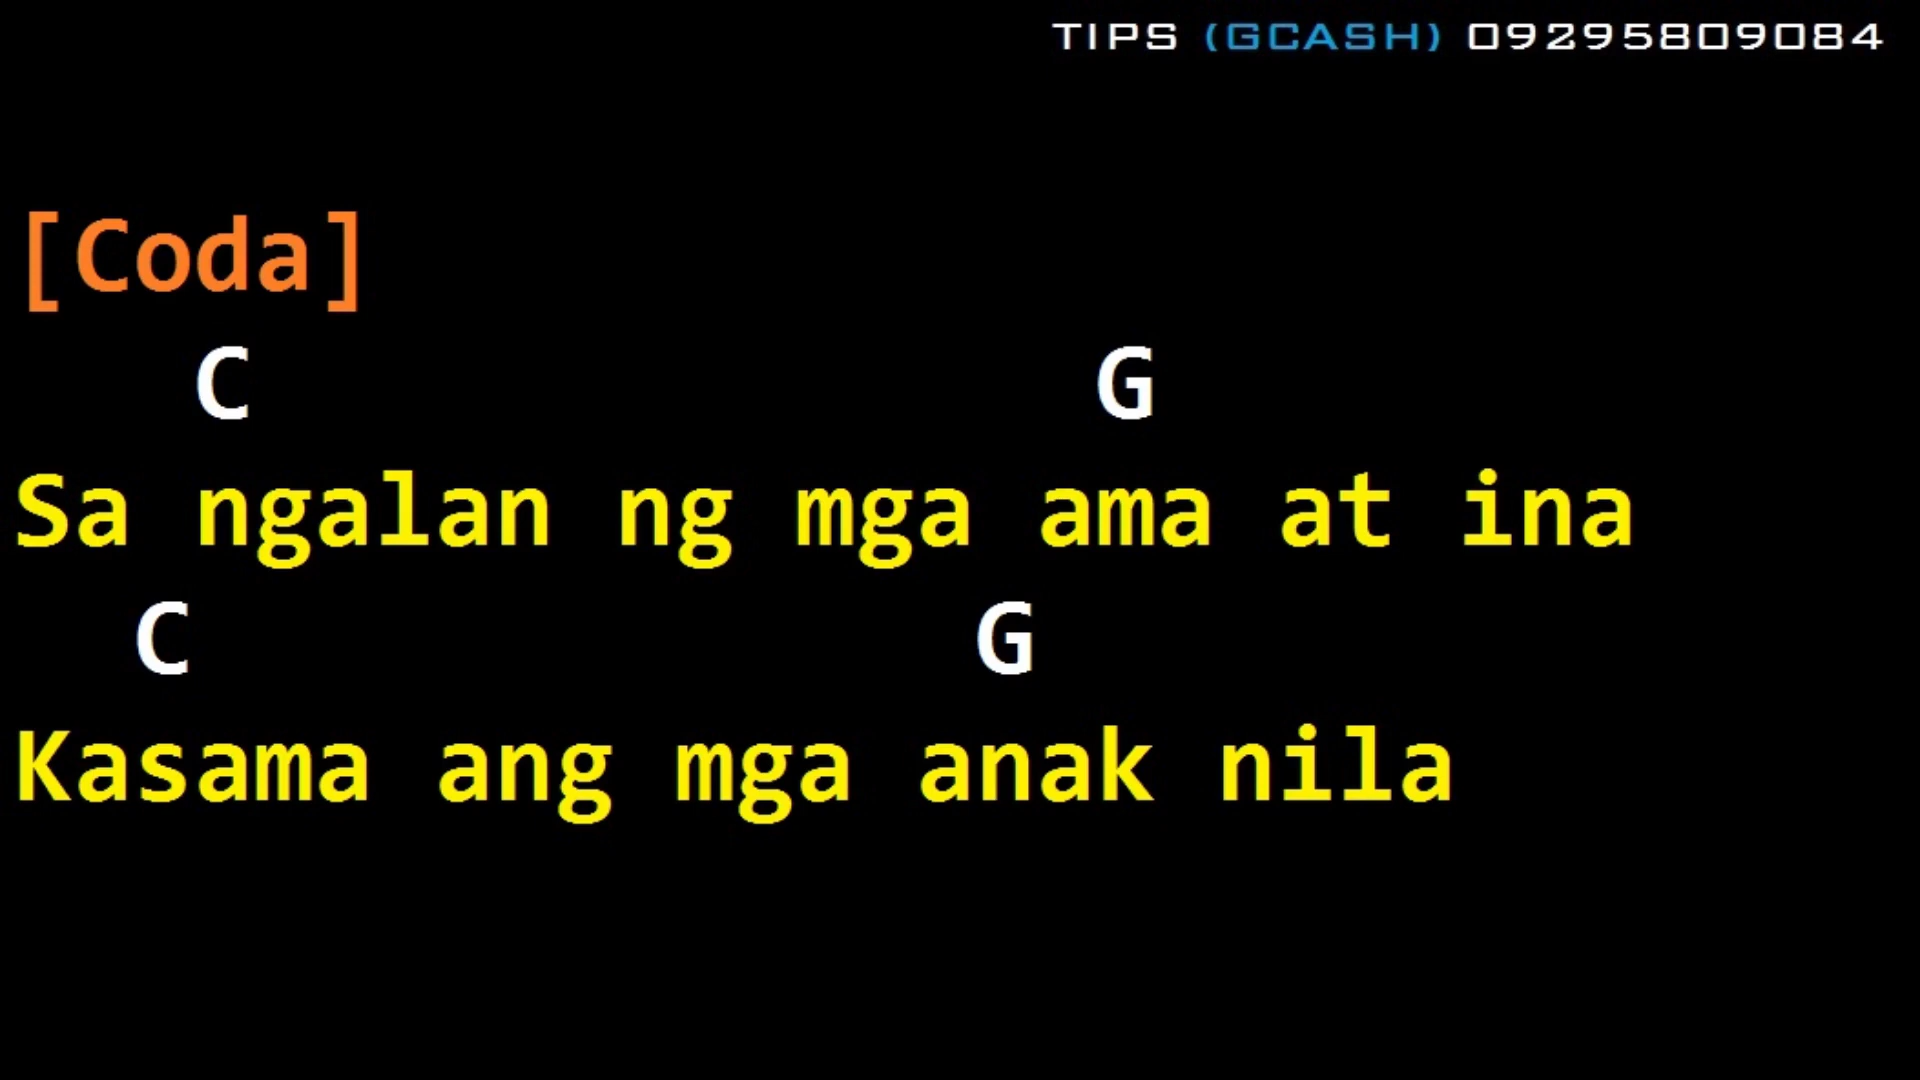 TIPS (GCASH) 09295809084
[Coda]
C G
Sa ngalan ng mga ama at ina
C G
Kasama ang mga anak nila